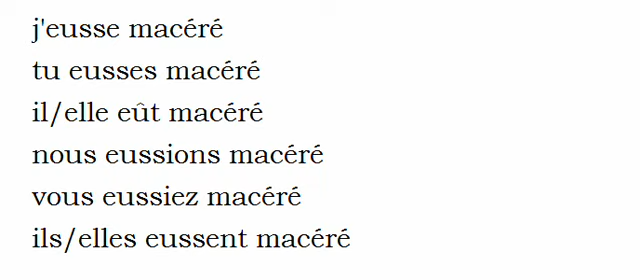 j'eusse macéré
tu eusses macéré
il/elle eût macéré
nous eussions macéré
vous eussiez macéré
ils/elles eussent macéré